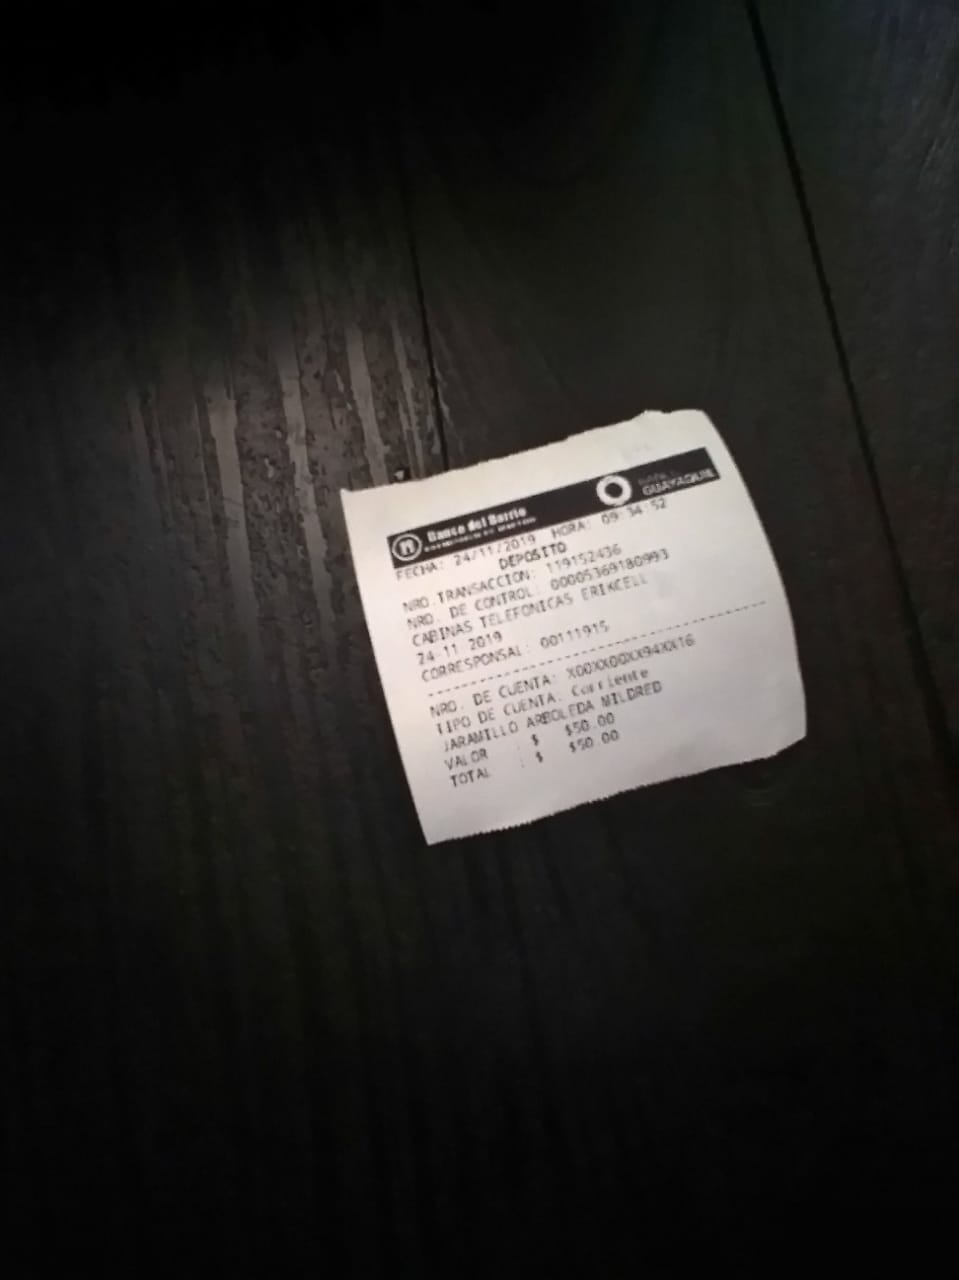 Banco del Barrio
BANCO GUAYAQUIL
FECHA: 24/11/2019 HORA: 09:34:52
DEPOSITO
NRO.TRANSACCION: 119152436
NRO. DE CONTROL: 00005369180993
CABINAS TELEFONICAS ERIKCELL
24-11 2019
CORRESPONSAL: 00111915
NRO. DE CUENTA: X00XX00XX94XX16
TIPO DE CUENTA: Corriente
JARAMILLO ARBOLEDA MILDRED
VALOR : $ $50.00
TOTAL : $ $50.00